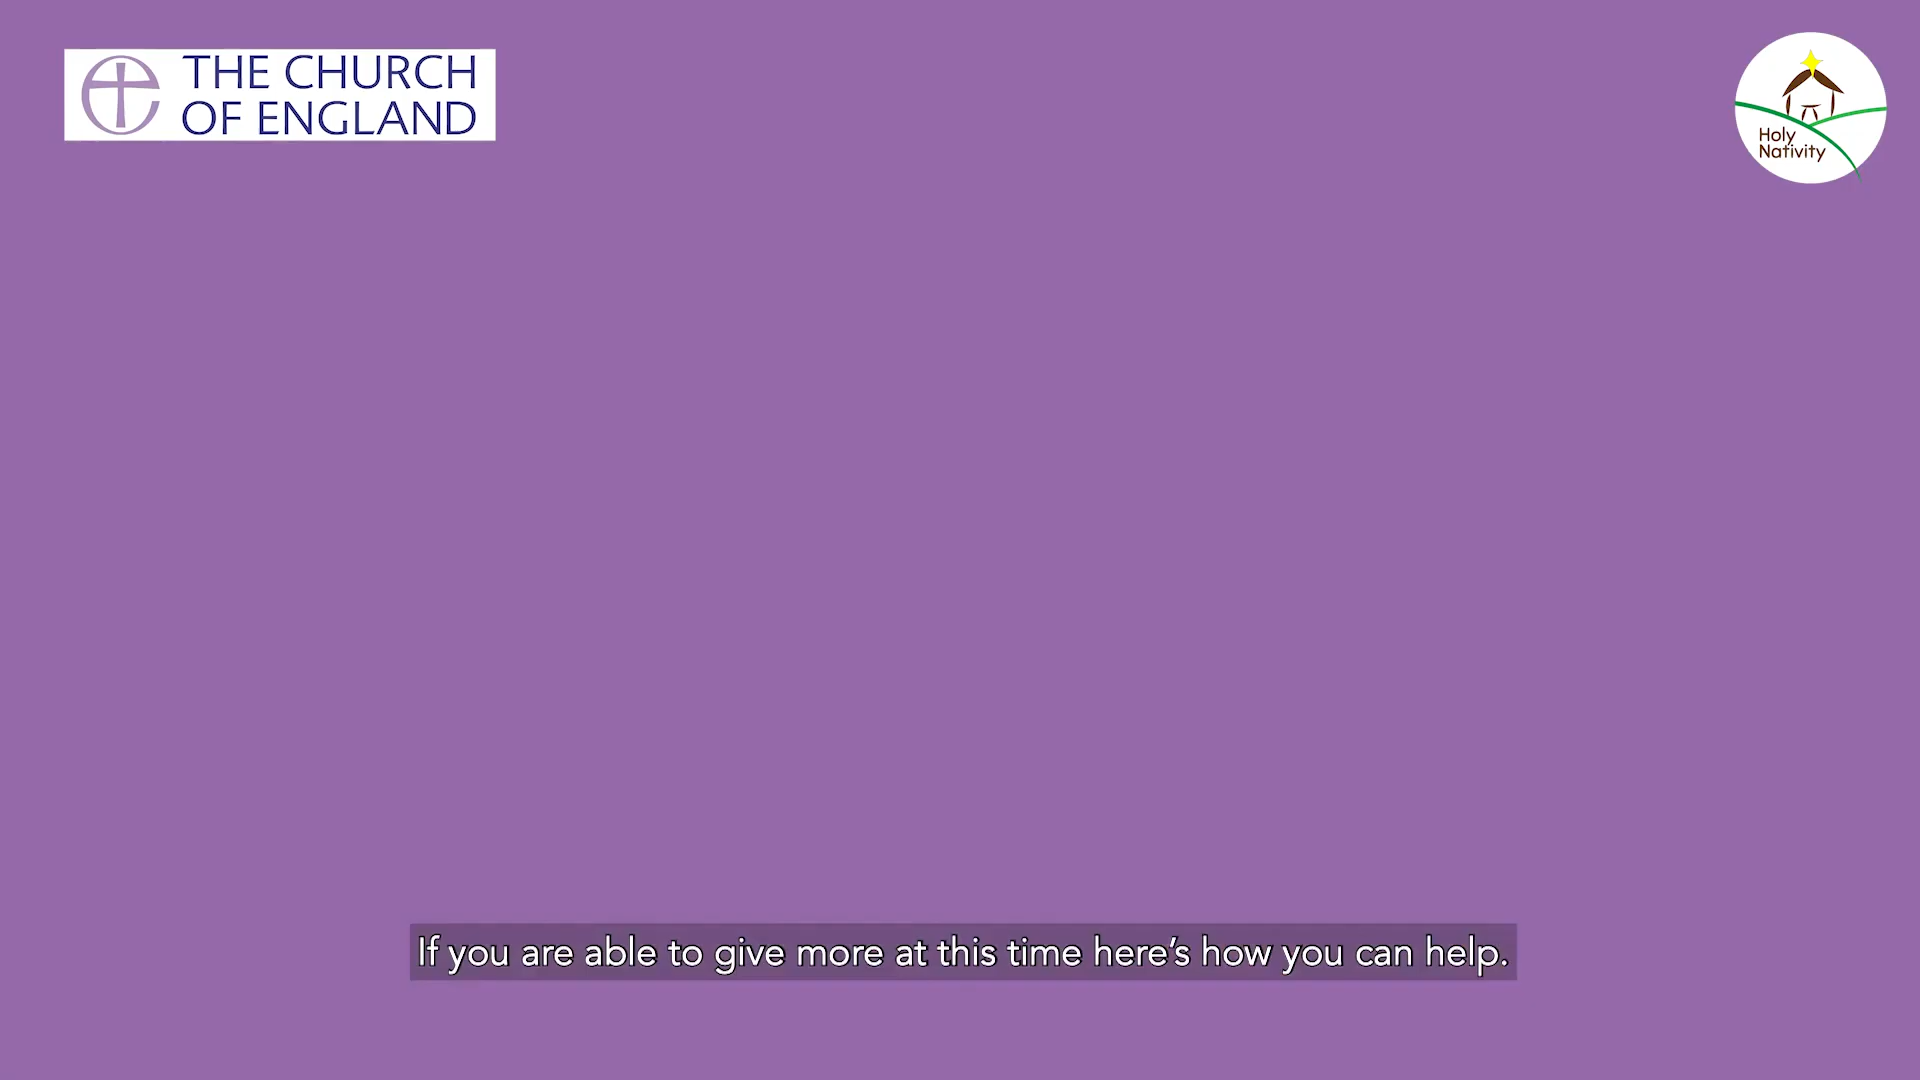 THE CHURCH
OF ENGLAND
Holy
Nativity
If you are able to give more at this time here's how you can help.